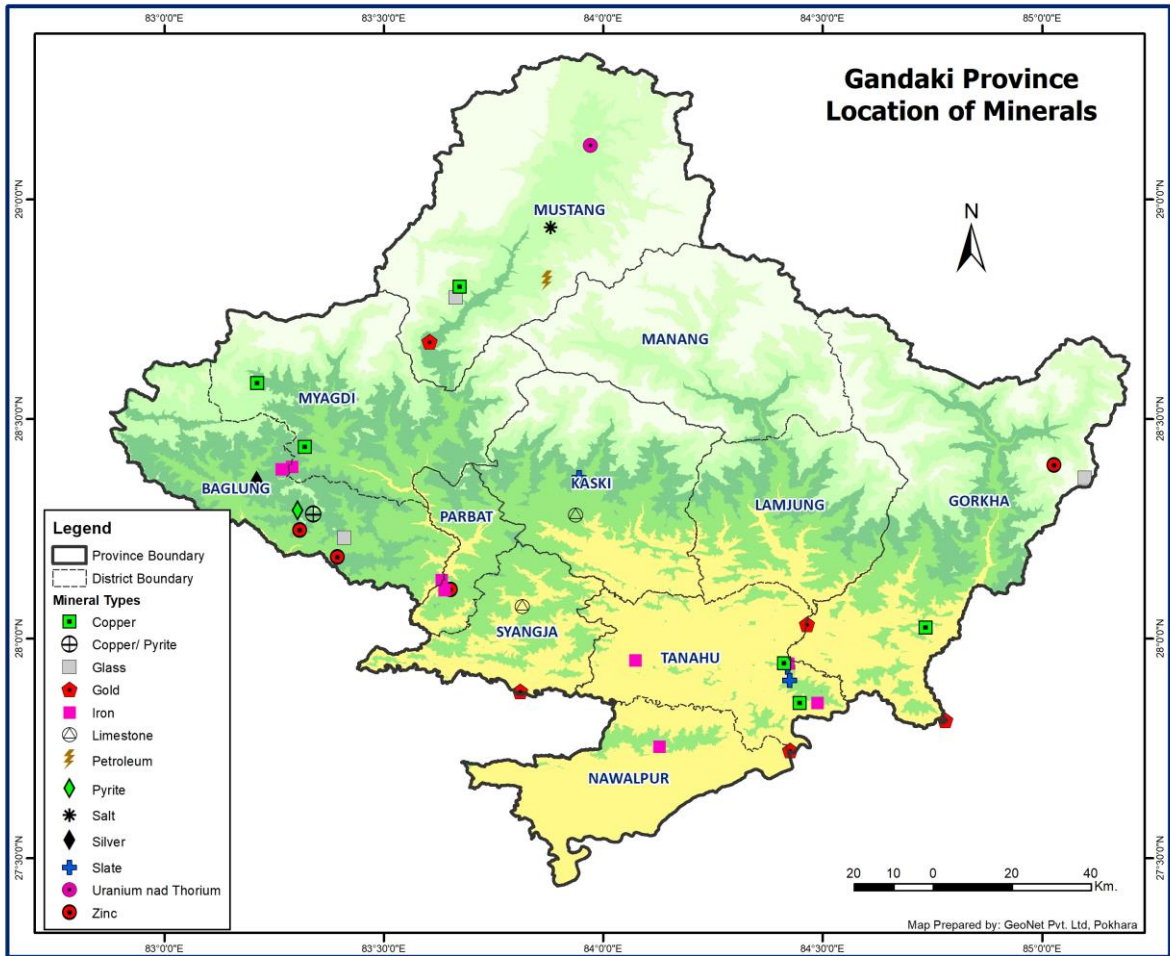 83°0'0"E
83°30'0"E
84°0'0"E
84°30'0"E
85°0'0"E
Gandaki Province
Location of Minerals
N
29°0'0"N
29°0'0"N
28°30'0"N
28°30'0"N
28°0'0"N
28°0'0"N
27°30'0"N
27°30'0"N
MUSTANG
MANANG
MYAGDI
KASKI
BAGLUNG
LAMJUNG
GORKHA
PARBAT
SYANGJA
TANAHU
NAWALPUR
Legend
Province Boundary
District Boundary
Mineral Types
Copper
Copper/ Pyrite
Glass
Gold
Iron
Limestone
Petroleum
Pyrite
Salt
Silver
Slate
Uranium nad Thorium
Zinc
20 10 0 20 40
Km.
Map Prepared by: GeoNet Pvt. Ltd, Pokhara
83°0'0"E
83°30'0"E
84°0'0"E
84°30'0"E
85°0'0"E